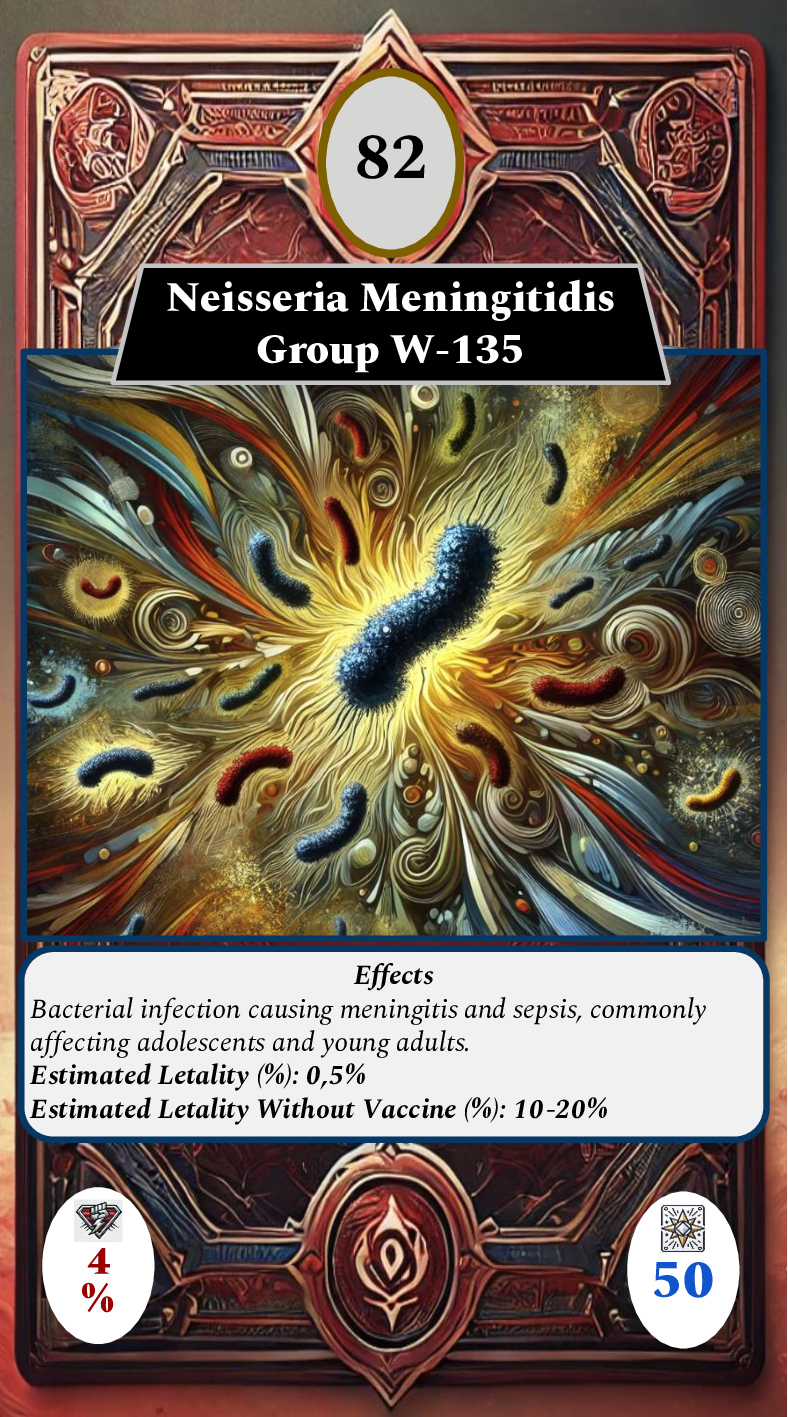 82
Neisseria Meningitidis
Group W-135
Effects
Bacterial infection causing meningitis and sepsis, commonly
affecting adolescents and young adults.
Estimated Letality (%): 0,5%
Estimated Letality Without Vaccine (%): 10-20%
4
%
50